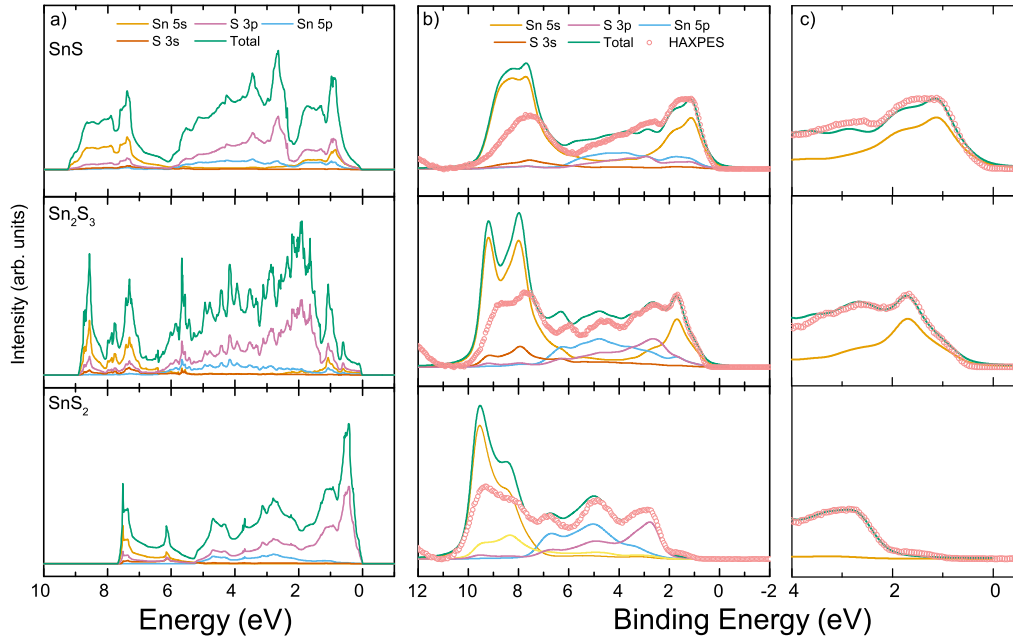 a)
Sn 5s
S 3p
Sn 5p
S 3s
Total
SnS
b)
Sn 5s
S 3p
Sn 5p
S 3s
Total
HAXPES
c)
Sn₂S₃
SnS₂
Intensity (arb. units)
10 8 6 4 2 0
12 10 8 6 4 2 0 -2
4 2 0
Energy (eV)
Binding Energy (eV)